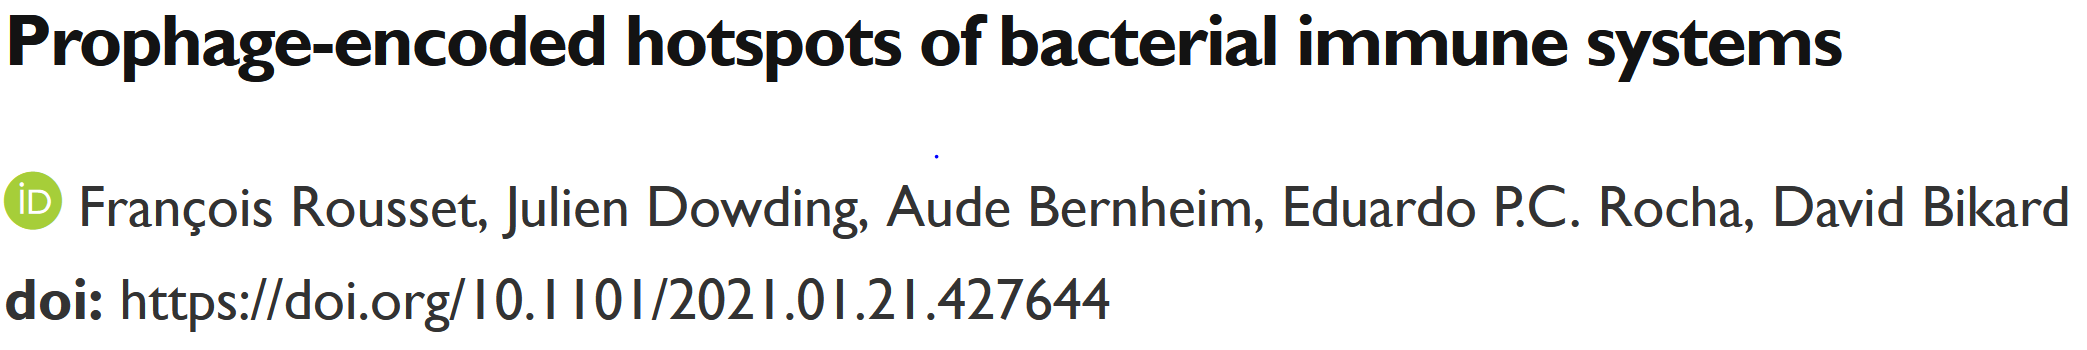 Prophage-encoded hotspots of bacterial immune systems
iD François Rousset, Julien Dowding, Aude Bernheim, Eduardo P.C. Rocha, David Bikard
doi: https://doi.org/10.1101/2021.01.21.427644